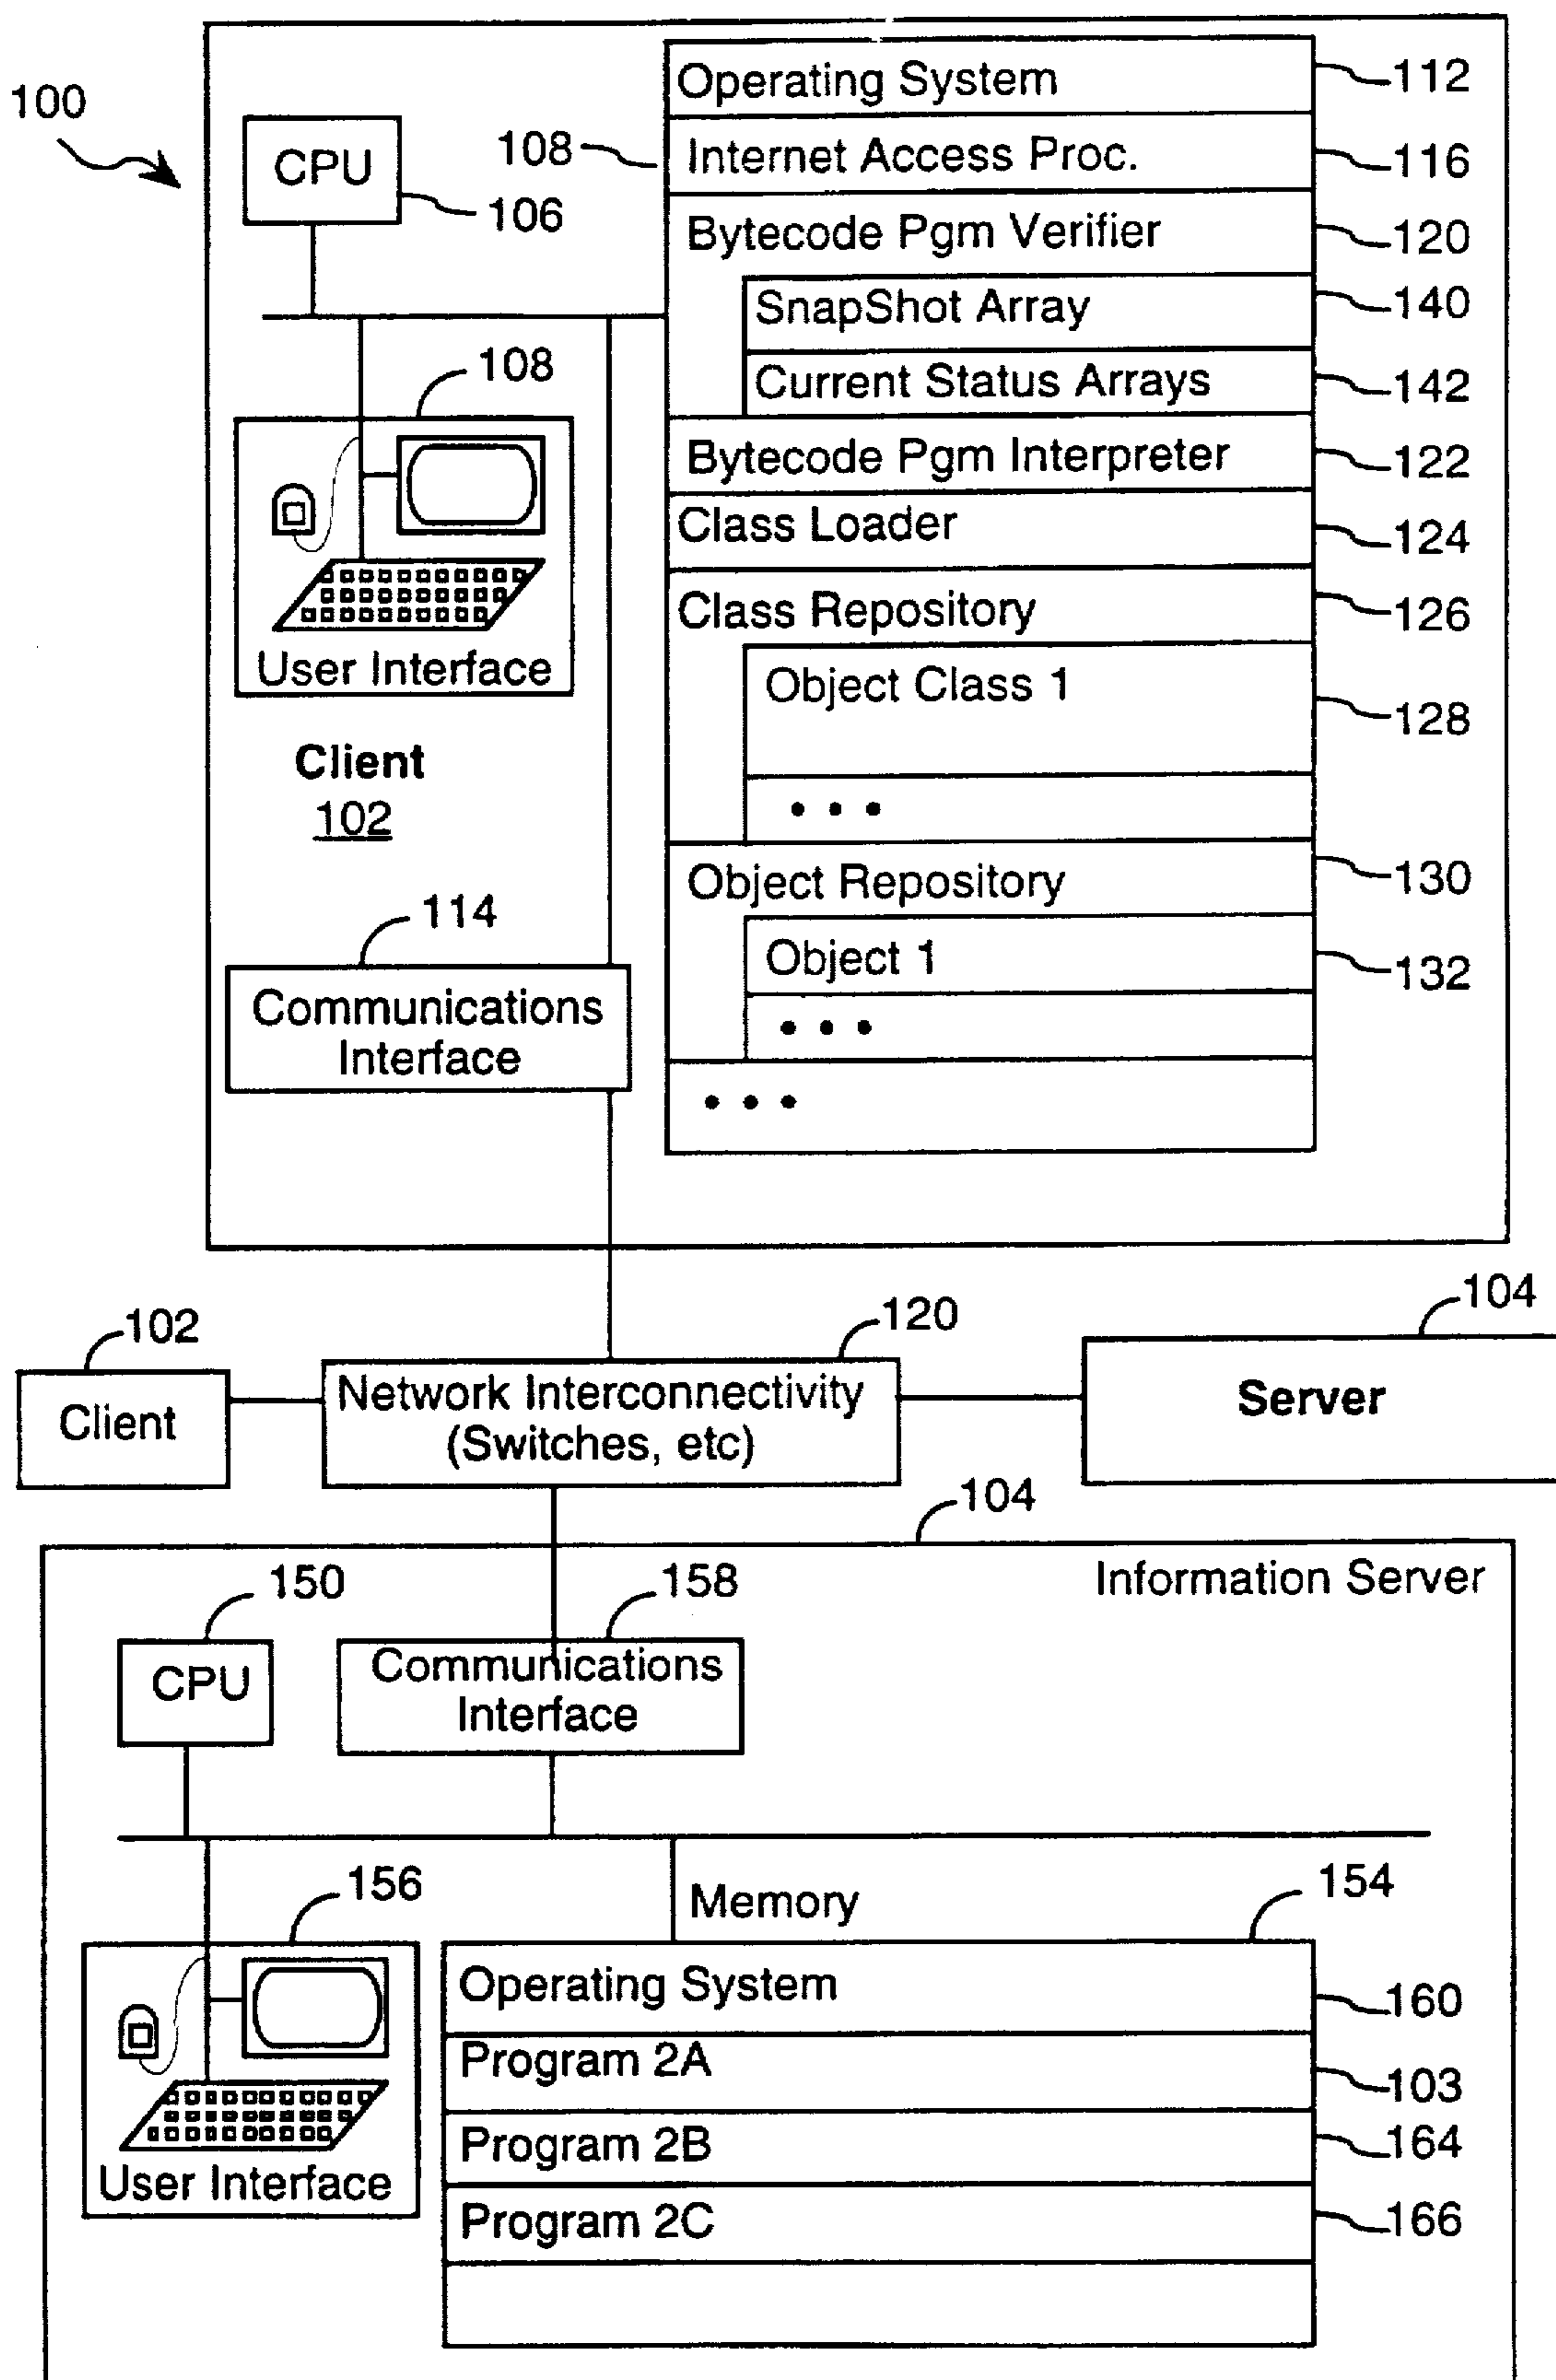 100
CPU
106
108
User Interface
Client
102
114
Communications
Interface
108
Operating System
112
Internet Access Proc.
116
Bytecode Pgm Verifier
120
SnapShot Array
140
Current Status Arrays
142
Bytecode Pgm Interpreter
122
Class Loader
124
Class Repository
126
Object Class 1
128
• • •
Object Repository
130
Object 1
132
• • •
• • •
102
Client
120
Network Interconnectivity
(Switches, etc)
104
Server
104
Information Server
150
CPU
158
Communications
Interface
156
User Interface
Memory
154
Operating System
160
Program 2A
103
Program 2B
164
Program 2C
166